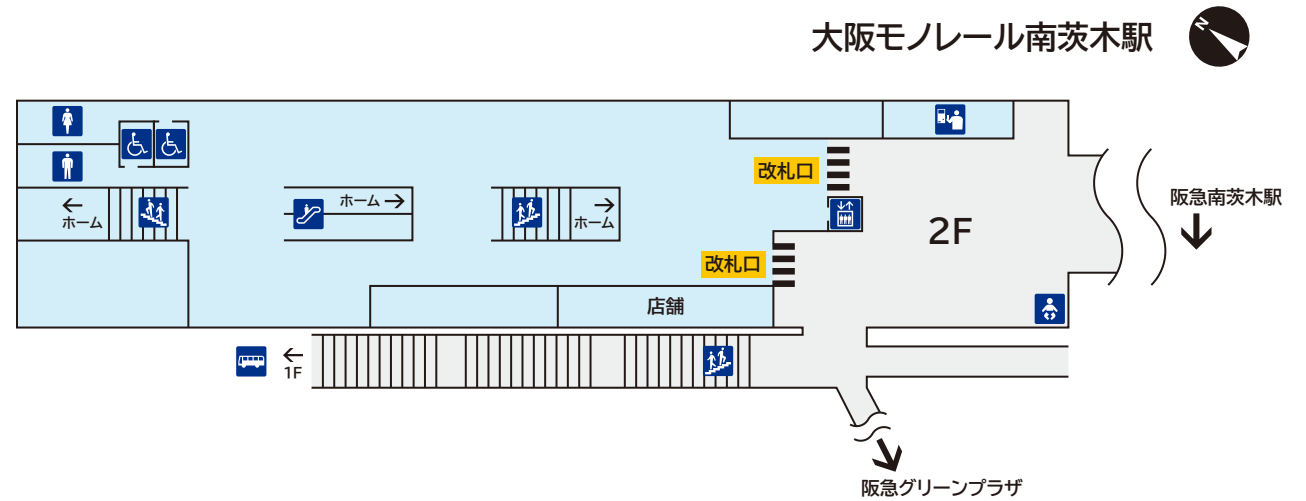 大阪モノレール南茨木駅
N
改札口
阪急南茨木駅
ホーム
ホーム
ホーム
2F
改札口
店舗
1F
阪急グリーンプラザ